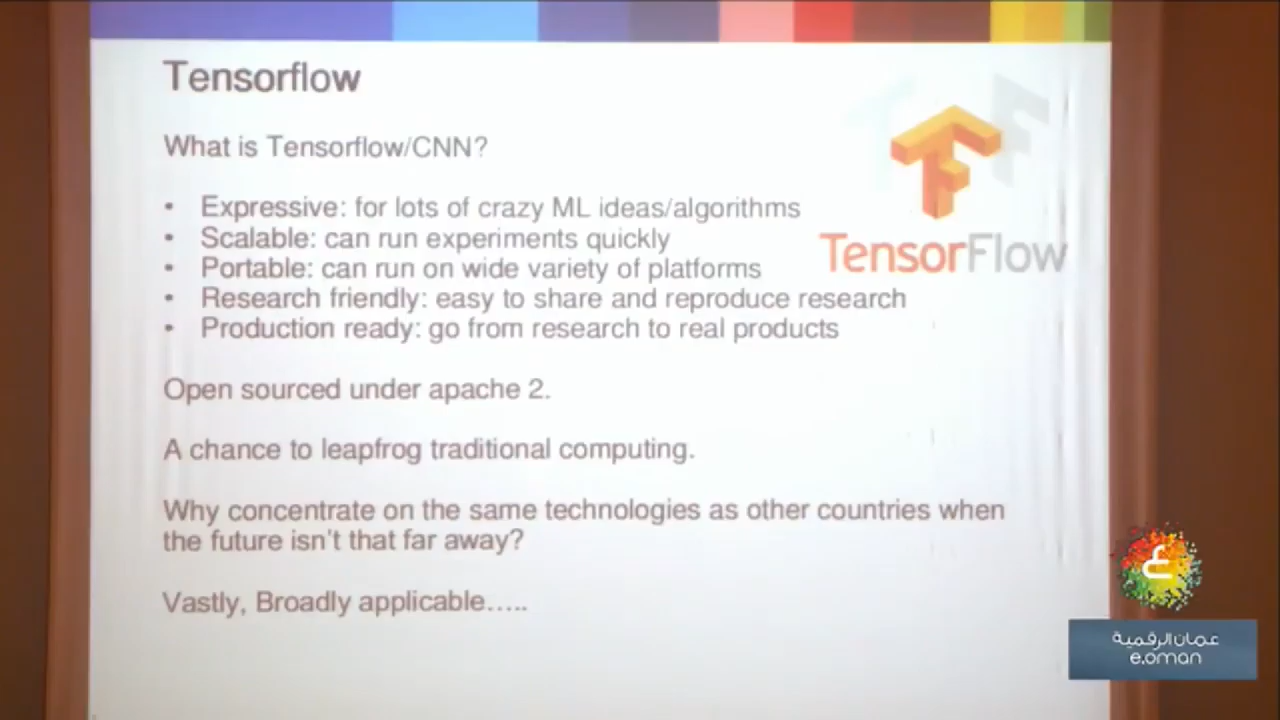 Tensorflow
What is Tensorflow/CNN?
• Expressive: for lots of crazy ML ideas/algorithms
• Scalable: can run experiments quickly
• Portable: can run on wide variety of platforms
• Research friendly: easy to share and reproduce research
• Production ready: go from research to real products
TensorFlow
Open sourced under apache 2.
A chance to leapfrog traditional computing.
Why concentrate on the same technologies as other countries when
the future isn't that far away?
Vastly, Broadly applicable…..
ع
عمان الرقمية
e.oman